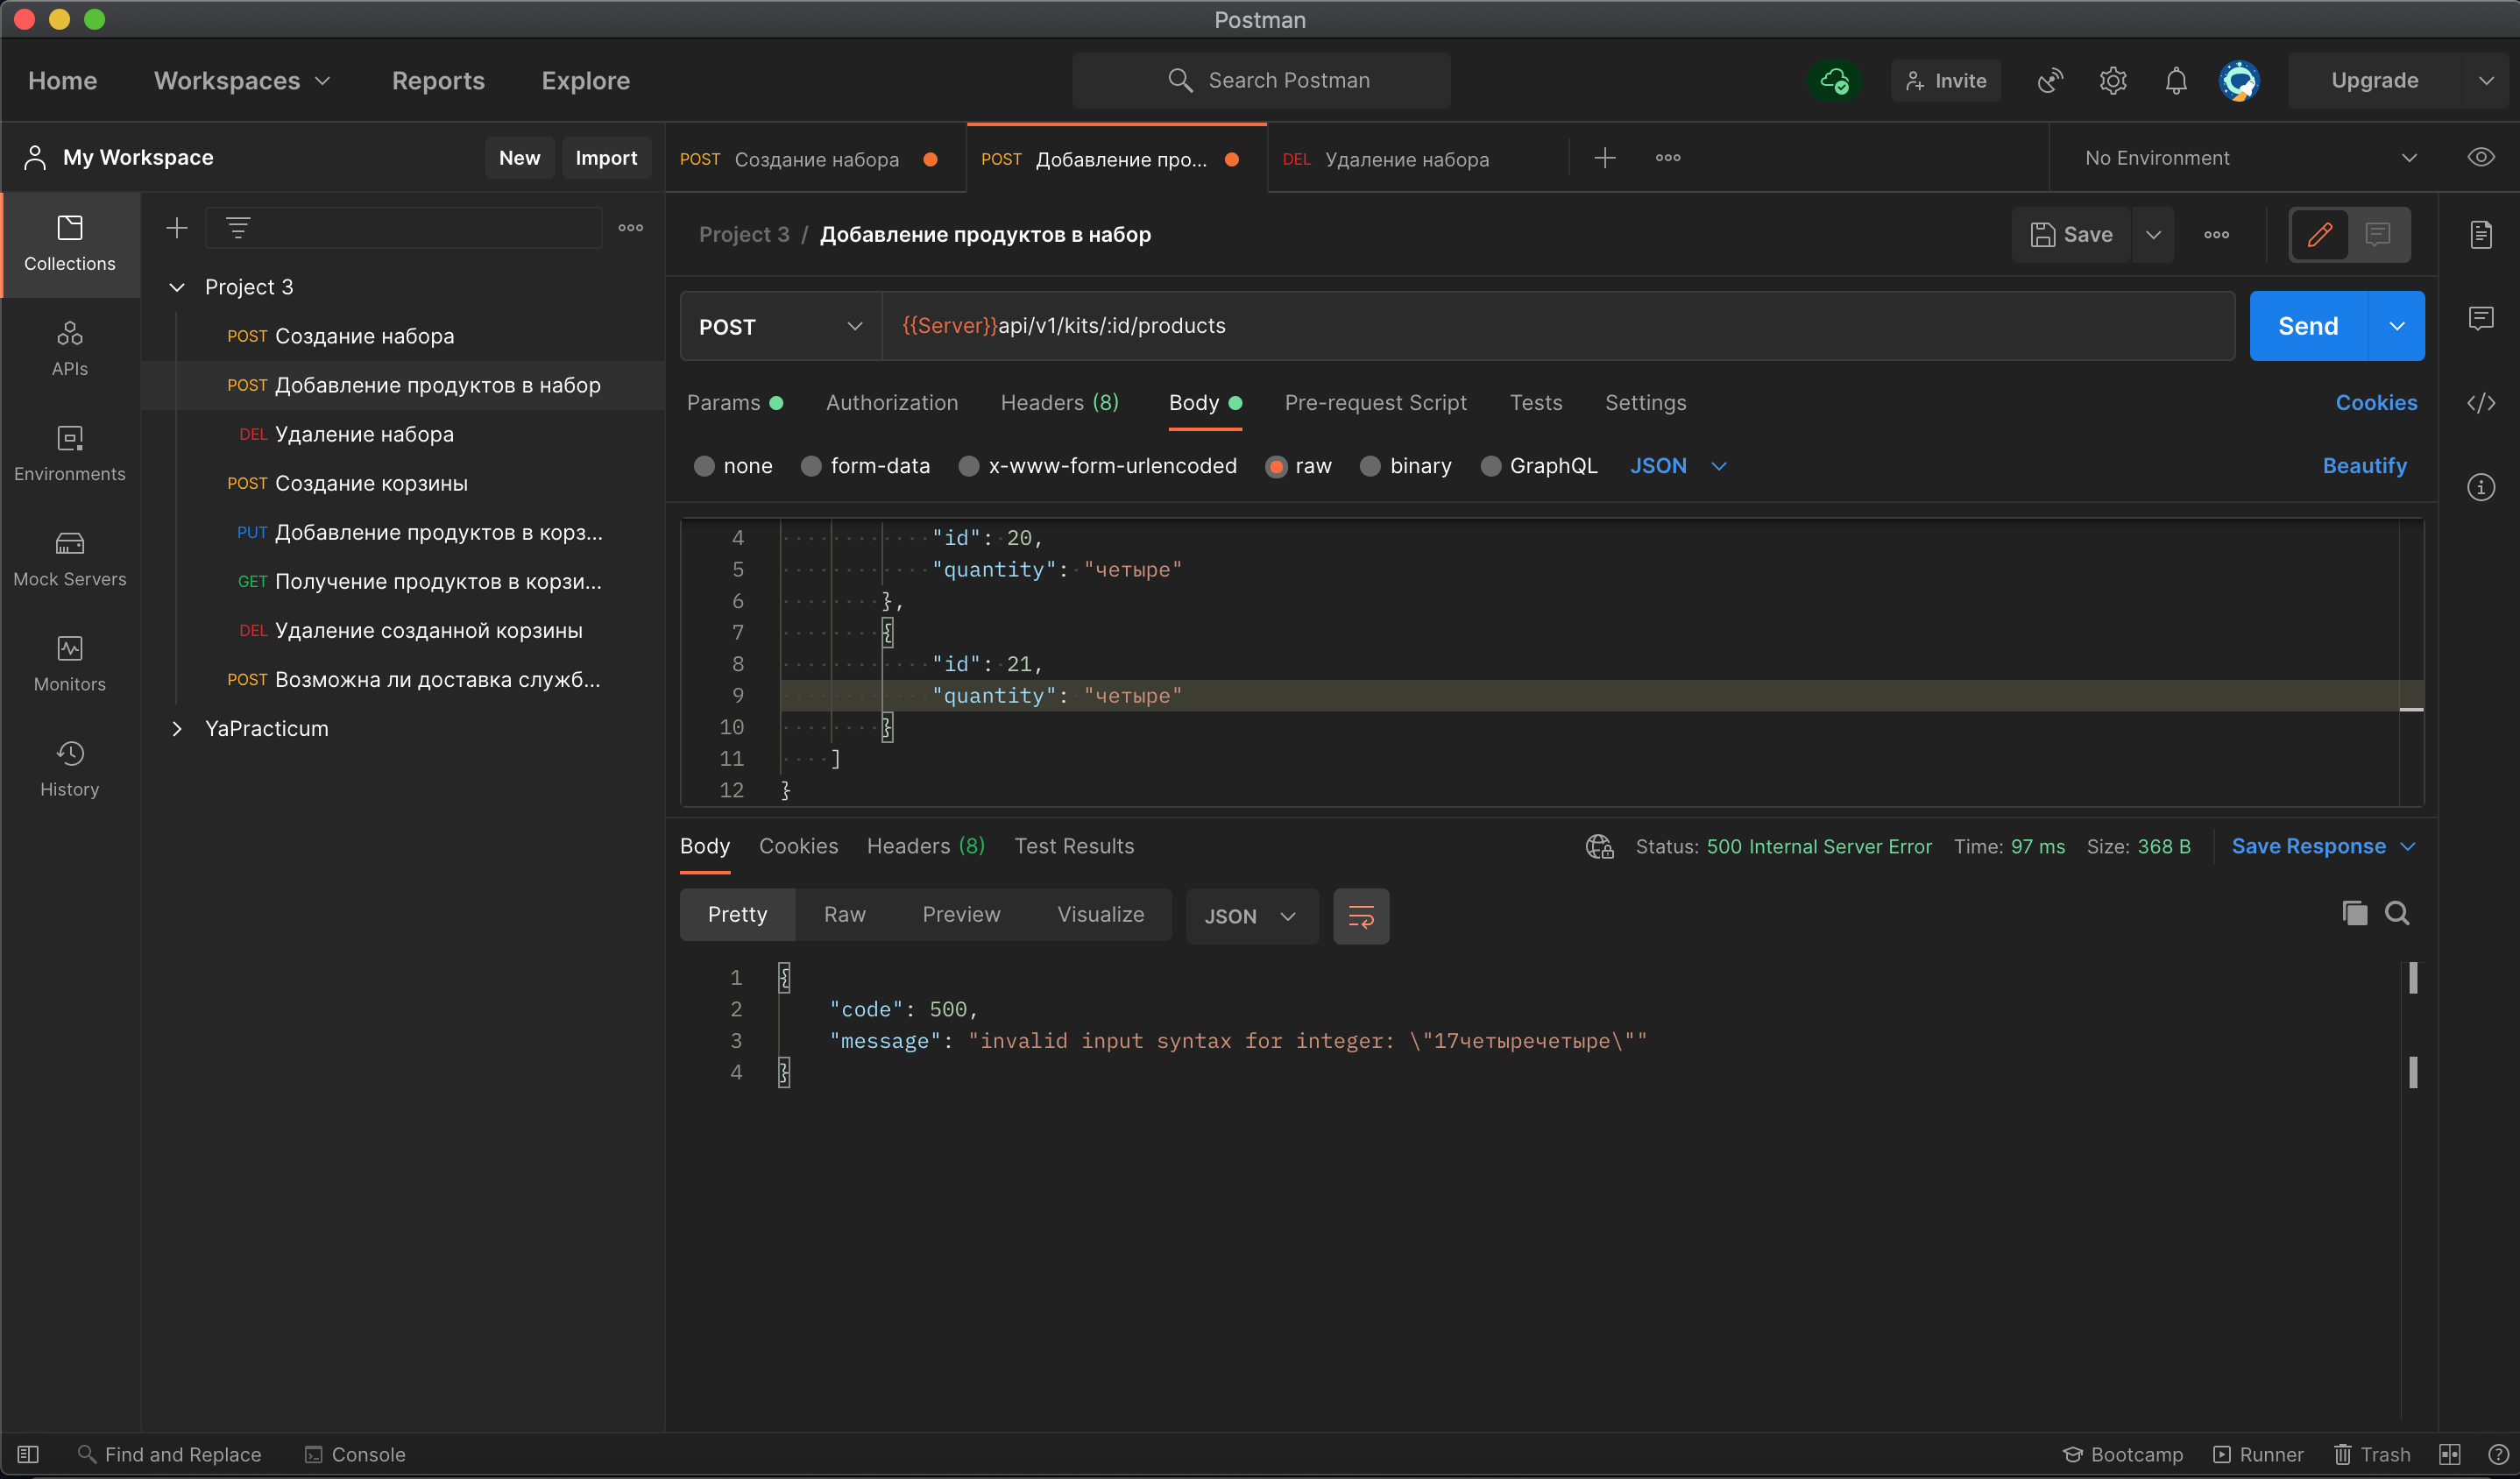 Postman
Home Workspaces Reports Explore Search Postman Invite Upgrade
My Workspace New Import POST Создание набора POST Добавление про... DEL Удаление набора No Environment
Collections
APIs
Environments
Mock Servers
Monitors
History
Project 3
POST Создание набора
POST Добавление продуктов в набор
DEL Удаление набора
POST Создание корзины
PUT Добавление продуктов в корз...
GET Получение продуктов в корзи...
DEL Удаление созданной корзины
POST Возможна ли доставка служб...
YaPracticum
Project 3 / Добавление продуктов в набор Save
POST {{Server}}api/v1/kits/:id/products Send
Params Authorization Headers (8) Body Pre-request Script Tests Settings Cookies
none form-data x-www-form-urlencoded raw binary GraphQL JSON Beautify
4 "id": 20,
5 "quantity": "четыре"
6 },
7 {
8 "id": 21,
9 "quantity": "четыре"
10 }
11 ]
12 }
Body Cookies Headers (8) Test Results Status: 500 Internal Server Error Time: 97 ms Size: 368 B Save Response
Pretty Raw Preview Visualize JSON
1 {
2 "code": 500,
3 "message": "invalid input syntax for integer: \"17четыречетыре\""
4 }
Find and Replace Console Bootcamp Runner Trash